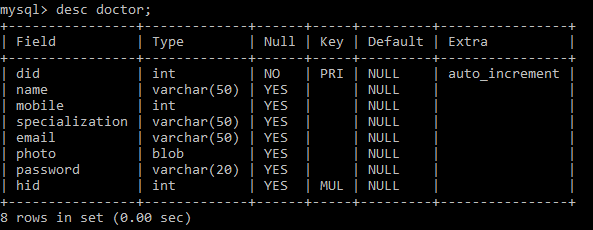 mysql> desc doctor;
+----------------+-------------+------+-----+---------+----------------+
| Field          | Type        | Null | Key | Default | Extra          |
+----------------+-------------+------+-----+---------+----------------+
| did            | int         | NO   | PRI | NULL    | auto_increment |
| name           | varchar(50) | YES  |     | NULL    |                |
| mobile         | int         | YES  |     | NULL    |                |
| specialization | varchar(50) | YES  |     | NULL    |                |
| email          | varchar(50) | YES  |     | NULL    |                |
| photo          | blob        | YES  |     | NULL    |                |
| password       | varchar(20) | YES  |     | NULL    |                |
| hid            | int         | YES  | MUL | NULL    |                |
+----------------+-------------+------+-----+---------+----------------+
8 rows in set (0.00 sec)